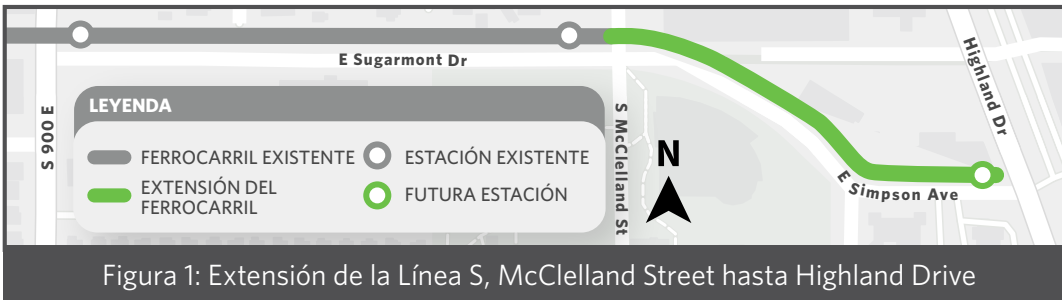 E Sugarmont Dr
Highland Dr
S 900 E
LEYENDA
FERROCARRIL EXISTENTE
ESTACIÓN EXISTENTE
EXTENSIÓN DEL
FERROCARRIL
FUTURA ESTACIÓN
S McClelland St
N
E Simpson Ave
Figura 1: Extensión de la Línea S, McClelland Street hasta Highland Drive